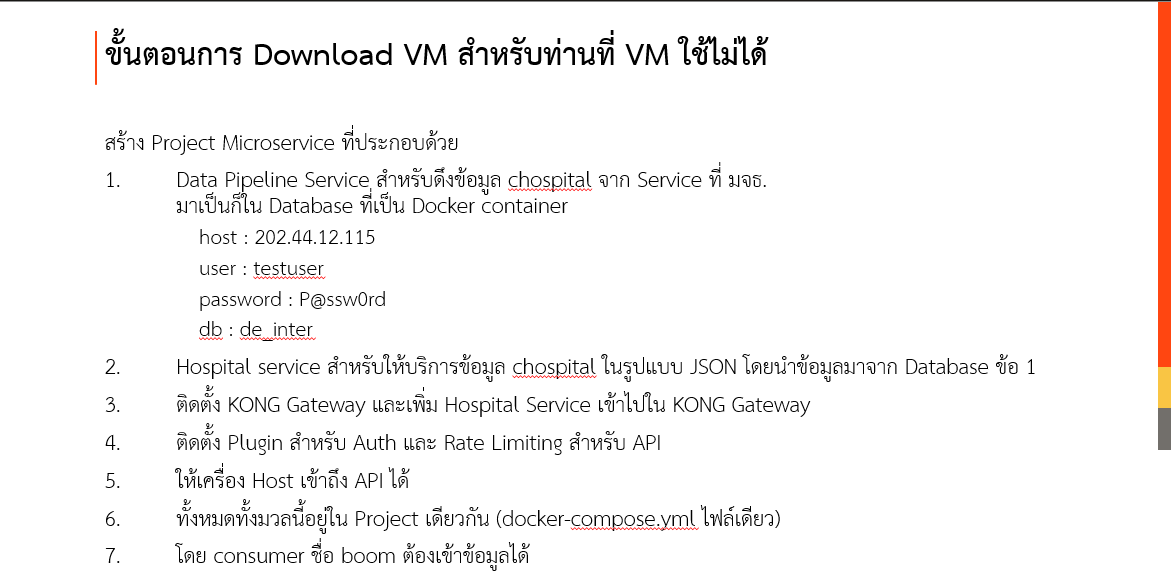 ขั้นตอนการ Download VM สำหรับท่านที่ VM ใช้ไม่ได้
สร้าง Project Microservice ที่ประกอบด้วย
1. Data Pipeline Service สำหรับดึงข้อมูล chospital จาก Service ที่ มจธ.
มาเป็นก็ใน Database ที่เป็น Docker container
host : 202.44.12.115
user : testuser
password : P@ssw0rd
db : de_inter
2. Hospital service สำหรับให้บริการข้อมูล chospital ในรูปแบบ JSON โดยนำข้อมูลมาจาก Database ข้อ 1
3. ติดตั้ง KONG Gateway และเพิ่ม Hospital Service เข้าไปใน KONG Gateway
4. ติดตั้ง Plugin สำหรับ Auth และ Rate Limiting สำหรับ API
5. ให้เครื่อง Host เข้าถึง API ได้
6. ทั้งหมดทั้งมวลนี้อยู่ใน Project เดียวกัน (docker-compose.yml ไฟล์เดียว)
7. โดย consumer ชื่อ boom ต้องเข้าข้อมูลได้